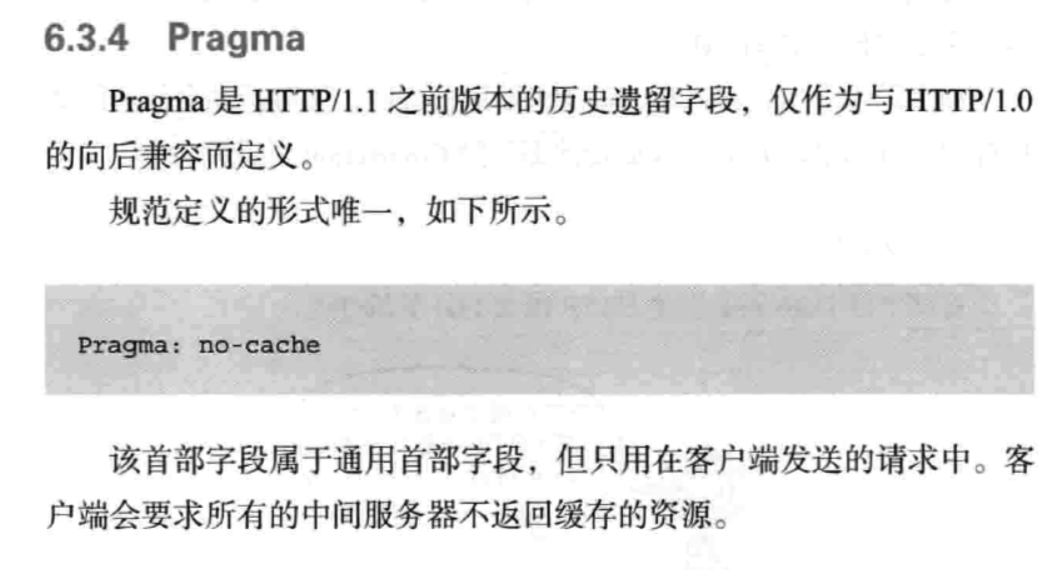 6.3.4 Pragma
Pragma 是 HTTP/1.1 之前版本的历史遗留字段，仅作为与 HTTP/1.0
的向后兼容而定义。
规范定义的形式唯一，如下所示。
Pragma: no-cache
该首部字段属于通用首部字段，但只用在客户端发送的请求中。客
户端会要求所有的中间服务器不返回缓存的资源。